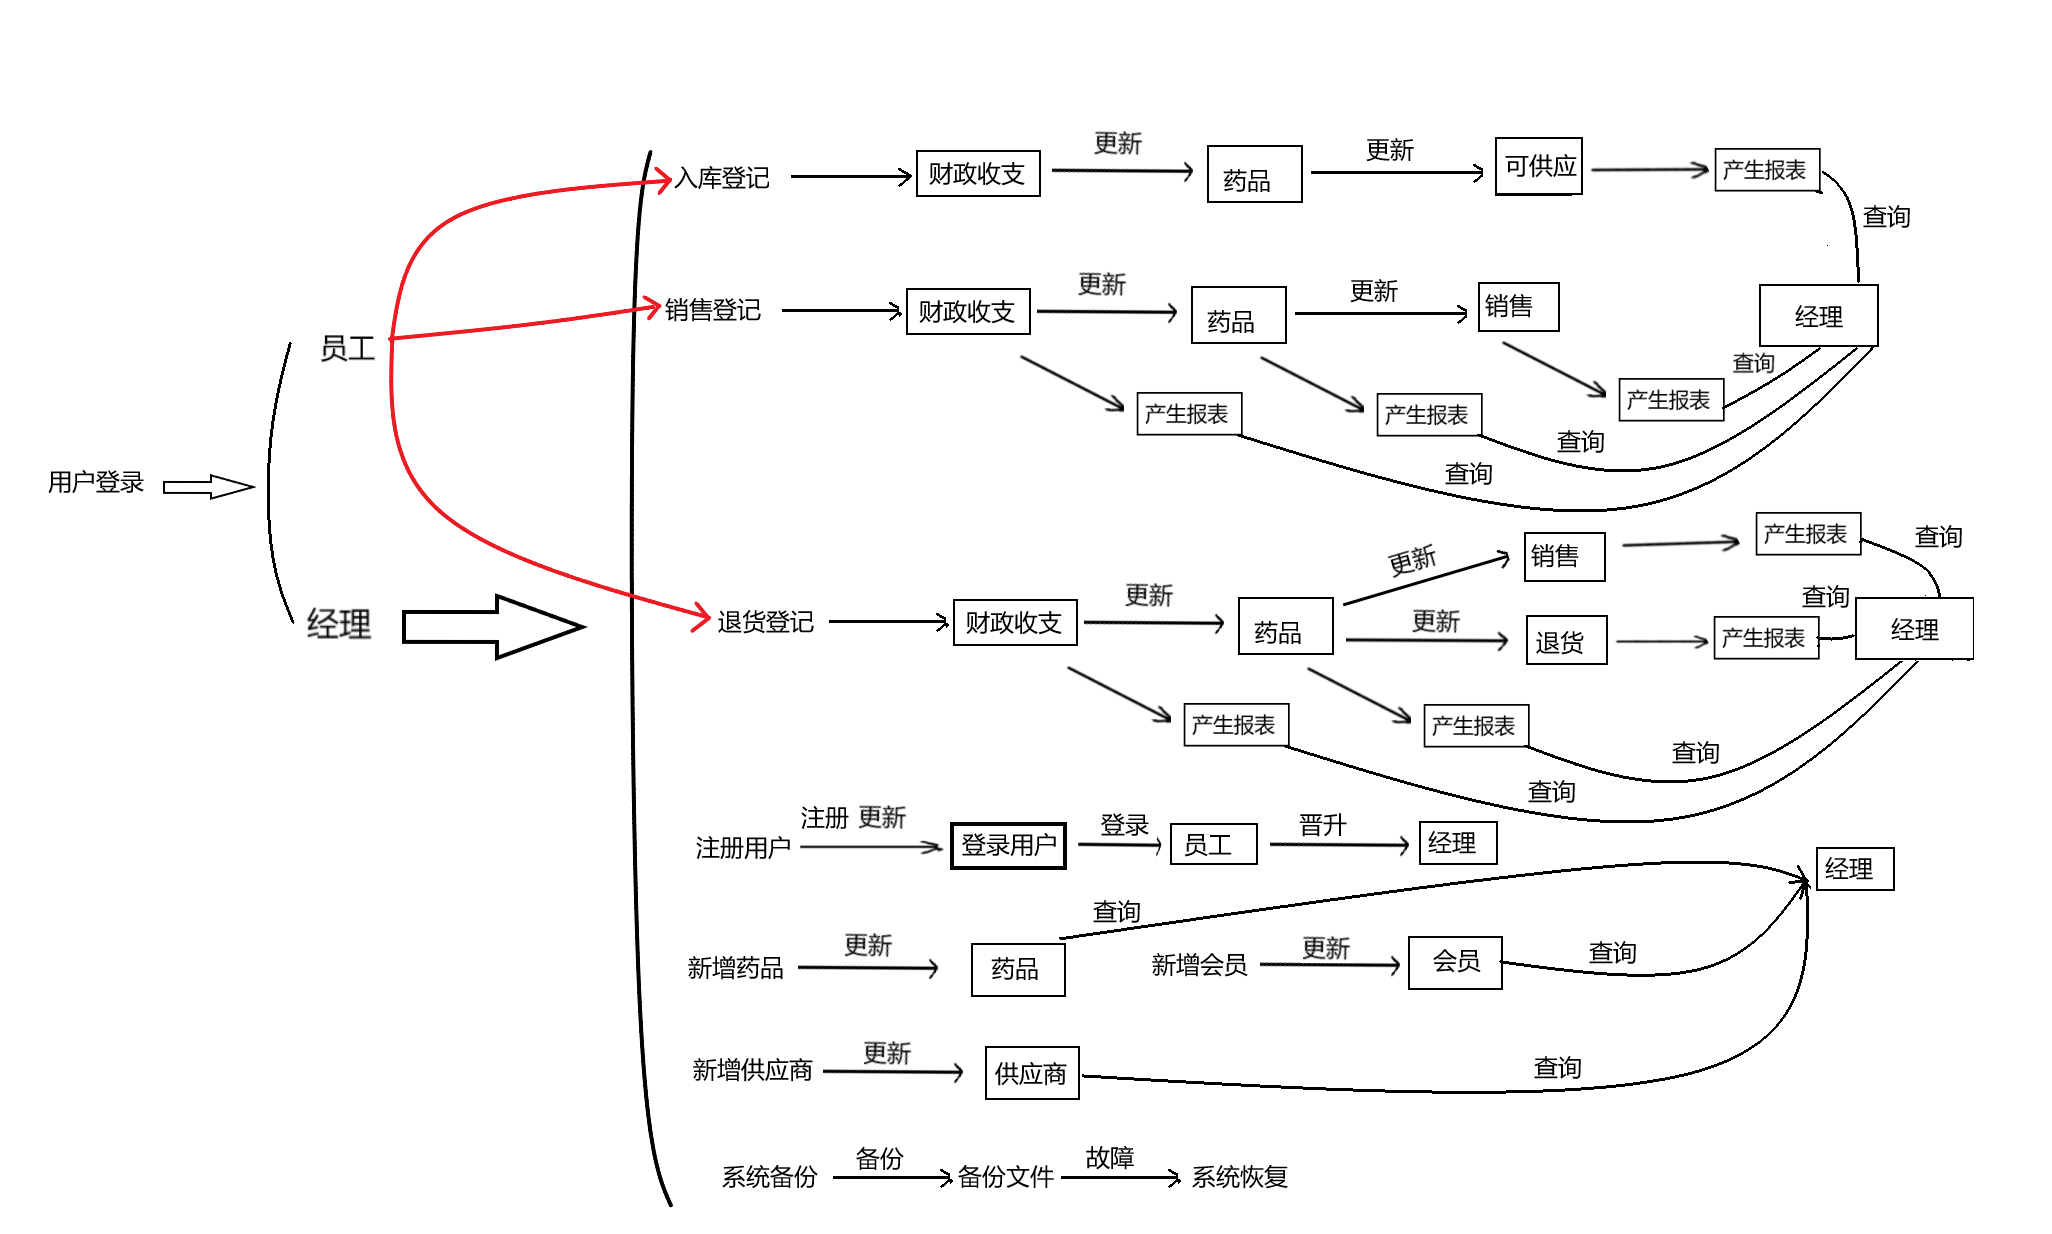 用户登录
员工
经理
入库登记
财政收支
更新
药品
更新
可供应
产生报表
查询
销售登记
财政收支
更新
药品
更新
销售
经理
产生报表
产生报表
产生报表
查询
查询
查询
退货登记
财政收支
更新
药品
更新
销售
产生报表
查询
更新
退货
产生报表
查询
经理
产生报表
产生报表
查询
查询
注册用户
注册 更新
登录用户
登录
员工
晋升
经理
经理
新增药品
更新
药品
查询
新增会员
更新
会员
查询
新增供应商
更新
供应商
查询
系统备份
备份
备份文件
故障
系统恢复